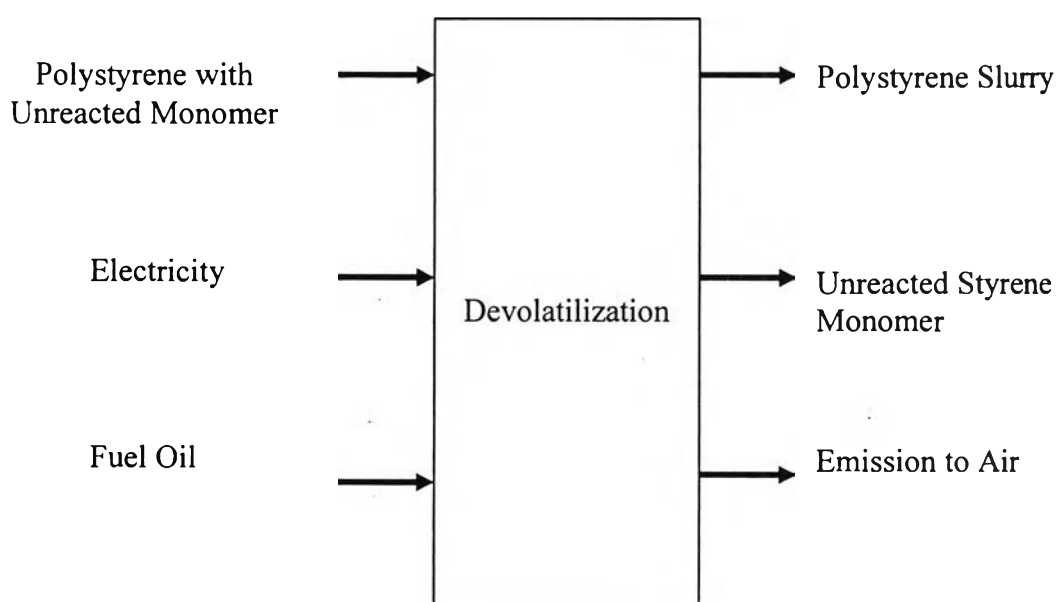 Polystyrene with
Unreacted Monomer
Electricity
Fuel Oil
Devolatilization
Polystyrene Slurry
Unreacted Styrene
Monomer
Emission to Air